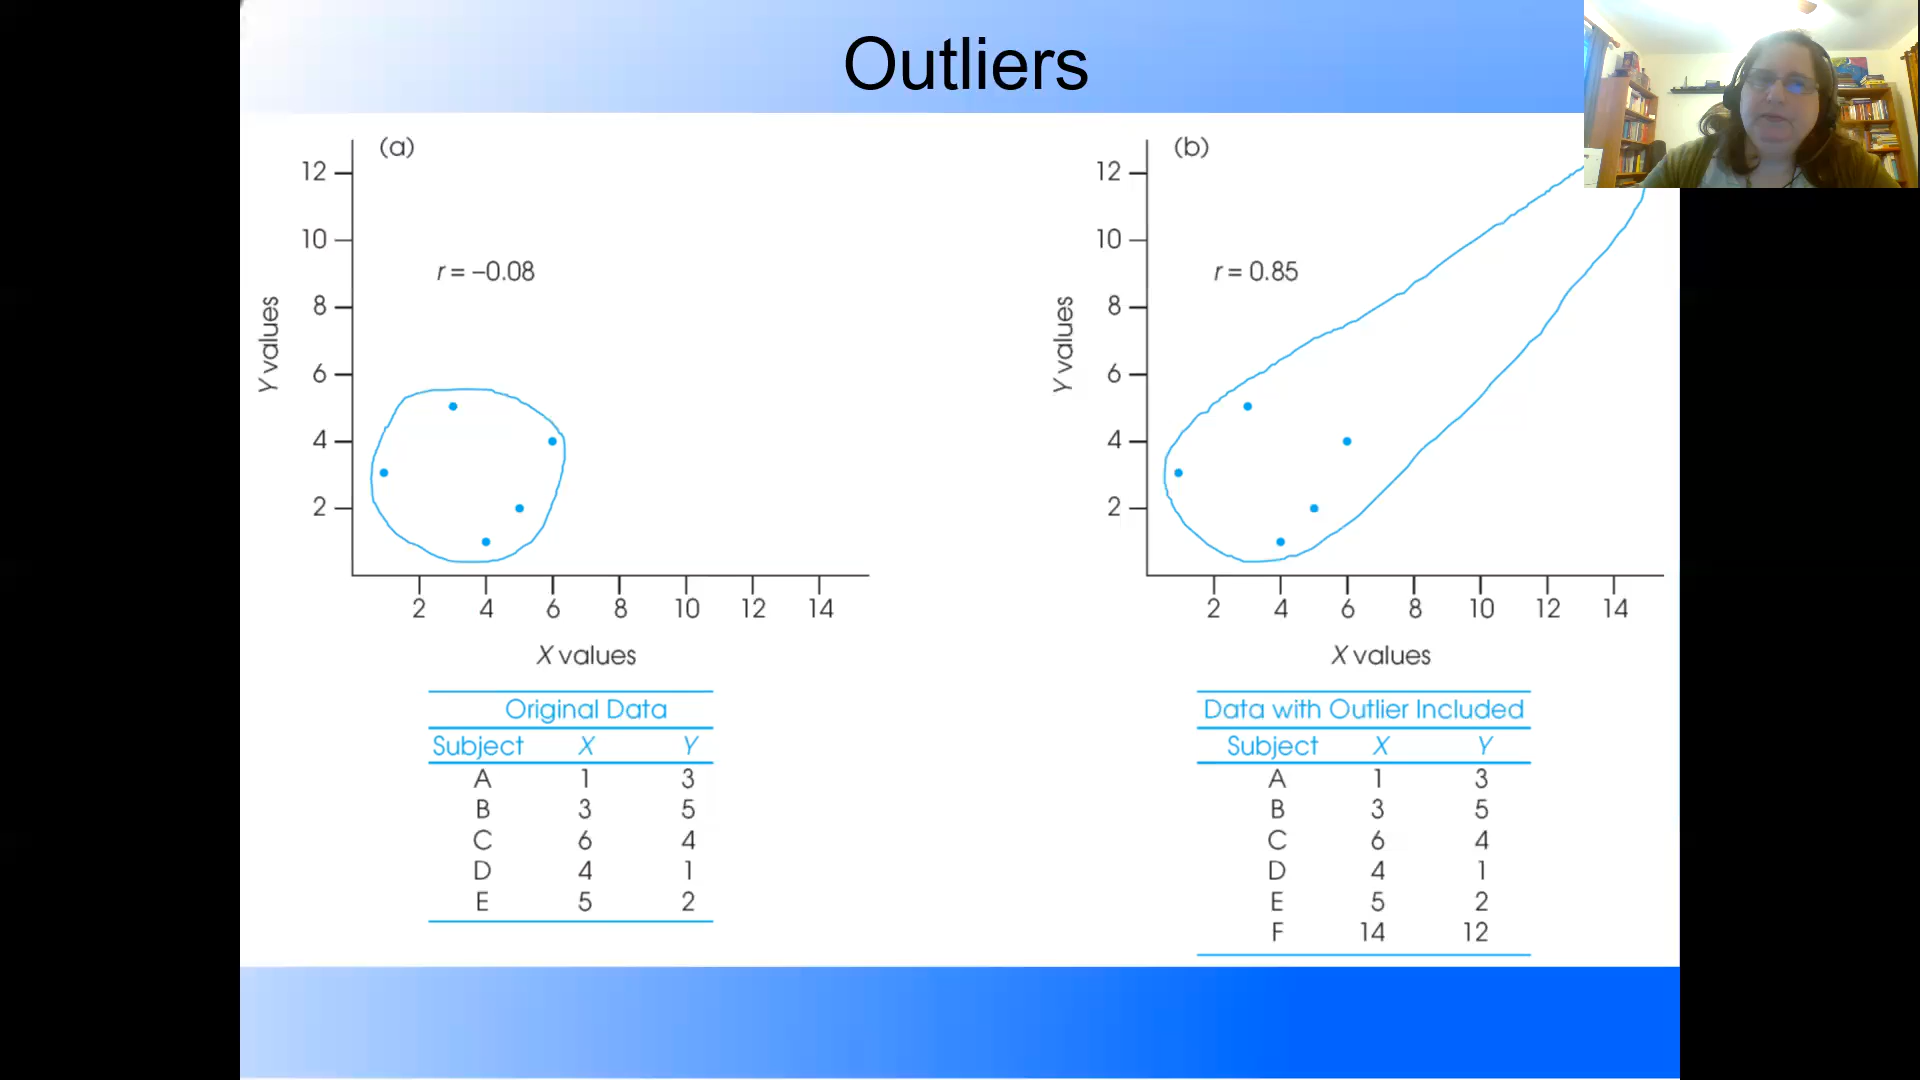 Outliers
(a)
12
10
8
6
4
2
r = –0.08
Y values
2 4 6 8 10 12 14
X values
Original Data
Subject X Y
A 1 3
B 3 5
C 6 4
D 4 1
E 5 2
(b)
12
10
8
6
4
2
r = 0.85
Y values
2 4 6 8 10 12 14
X values
Data with Outlier Included
Subject X Y
A 1 3
B 3 5
C 6 4
D 4 1
E 5 2
F 14 12